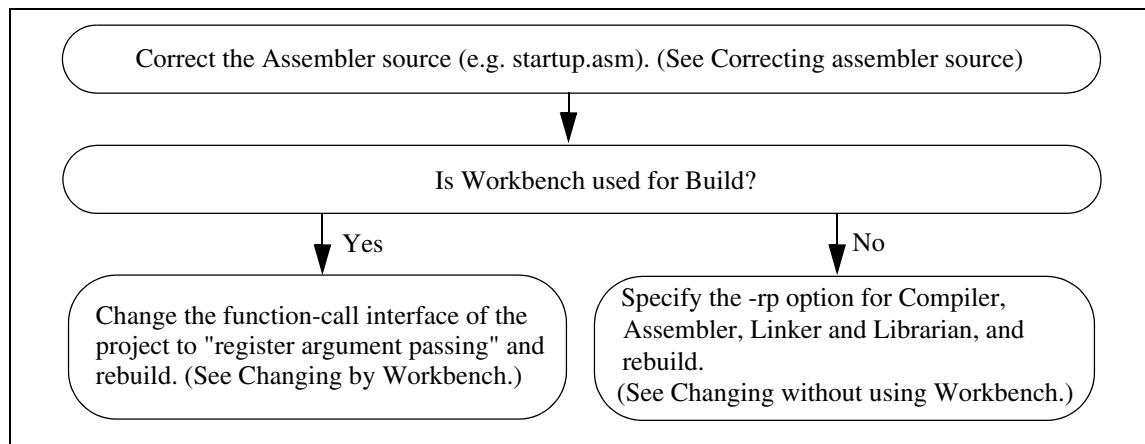 Correct the Assembler source (e.g. startup.asm). (See Correcting assembler source)
Is Workbench used for Build?
Yes
No
Change the function-call interface of the
project to "register argument passing" and
rebuild. (See Changing by Workbench.)
Specify the -rp option for Compiler,
Assembler, Linker and Librarian, and
rebuild.
(See Changing without using Workbench.)